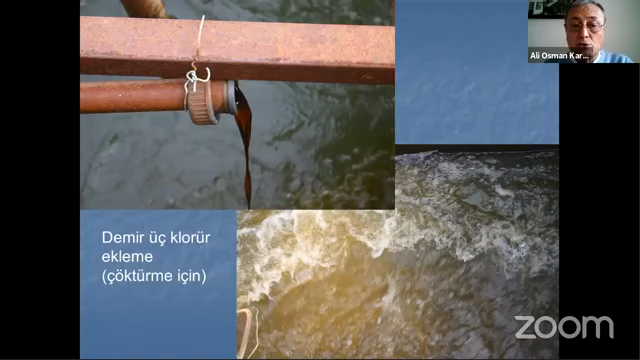 Ali Osman Kar...
Demir üç klorür
ekleme
(çöktürme için)
zoom